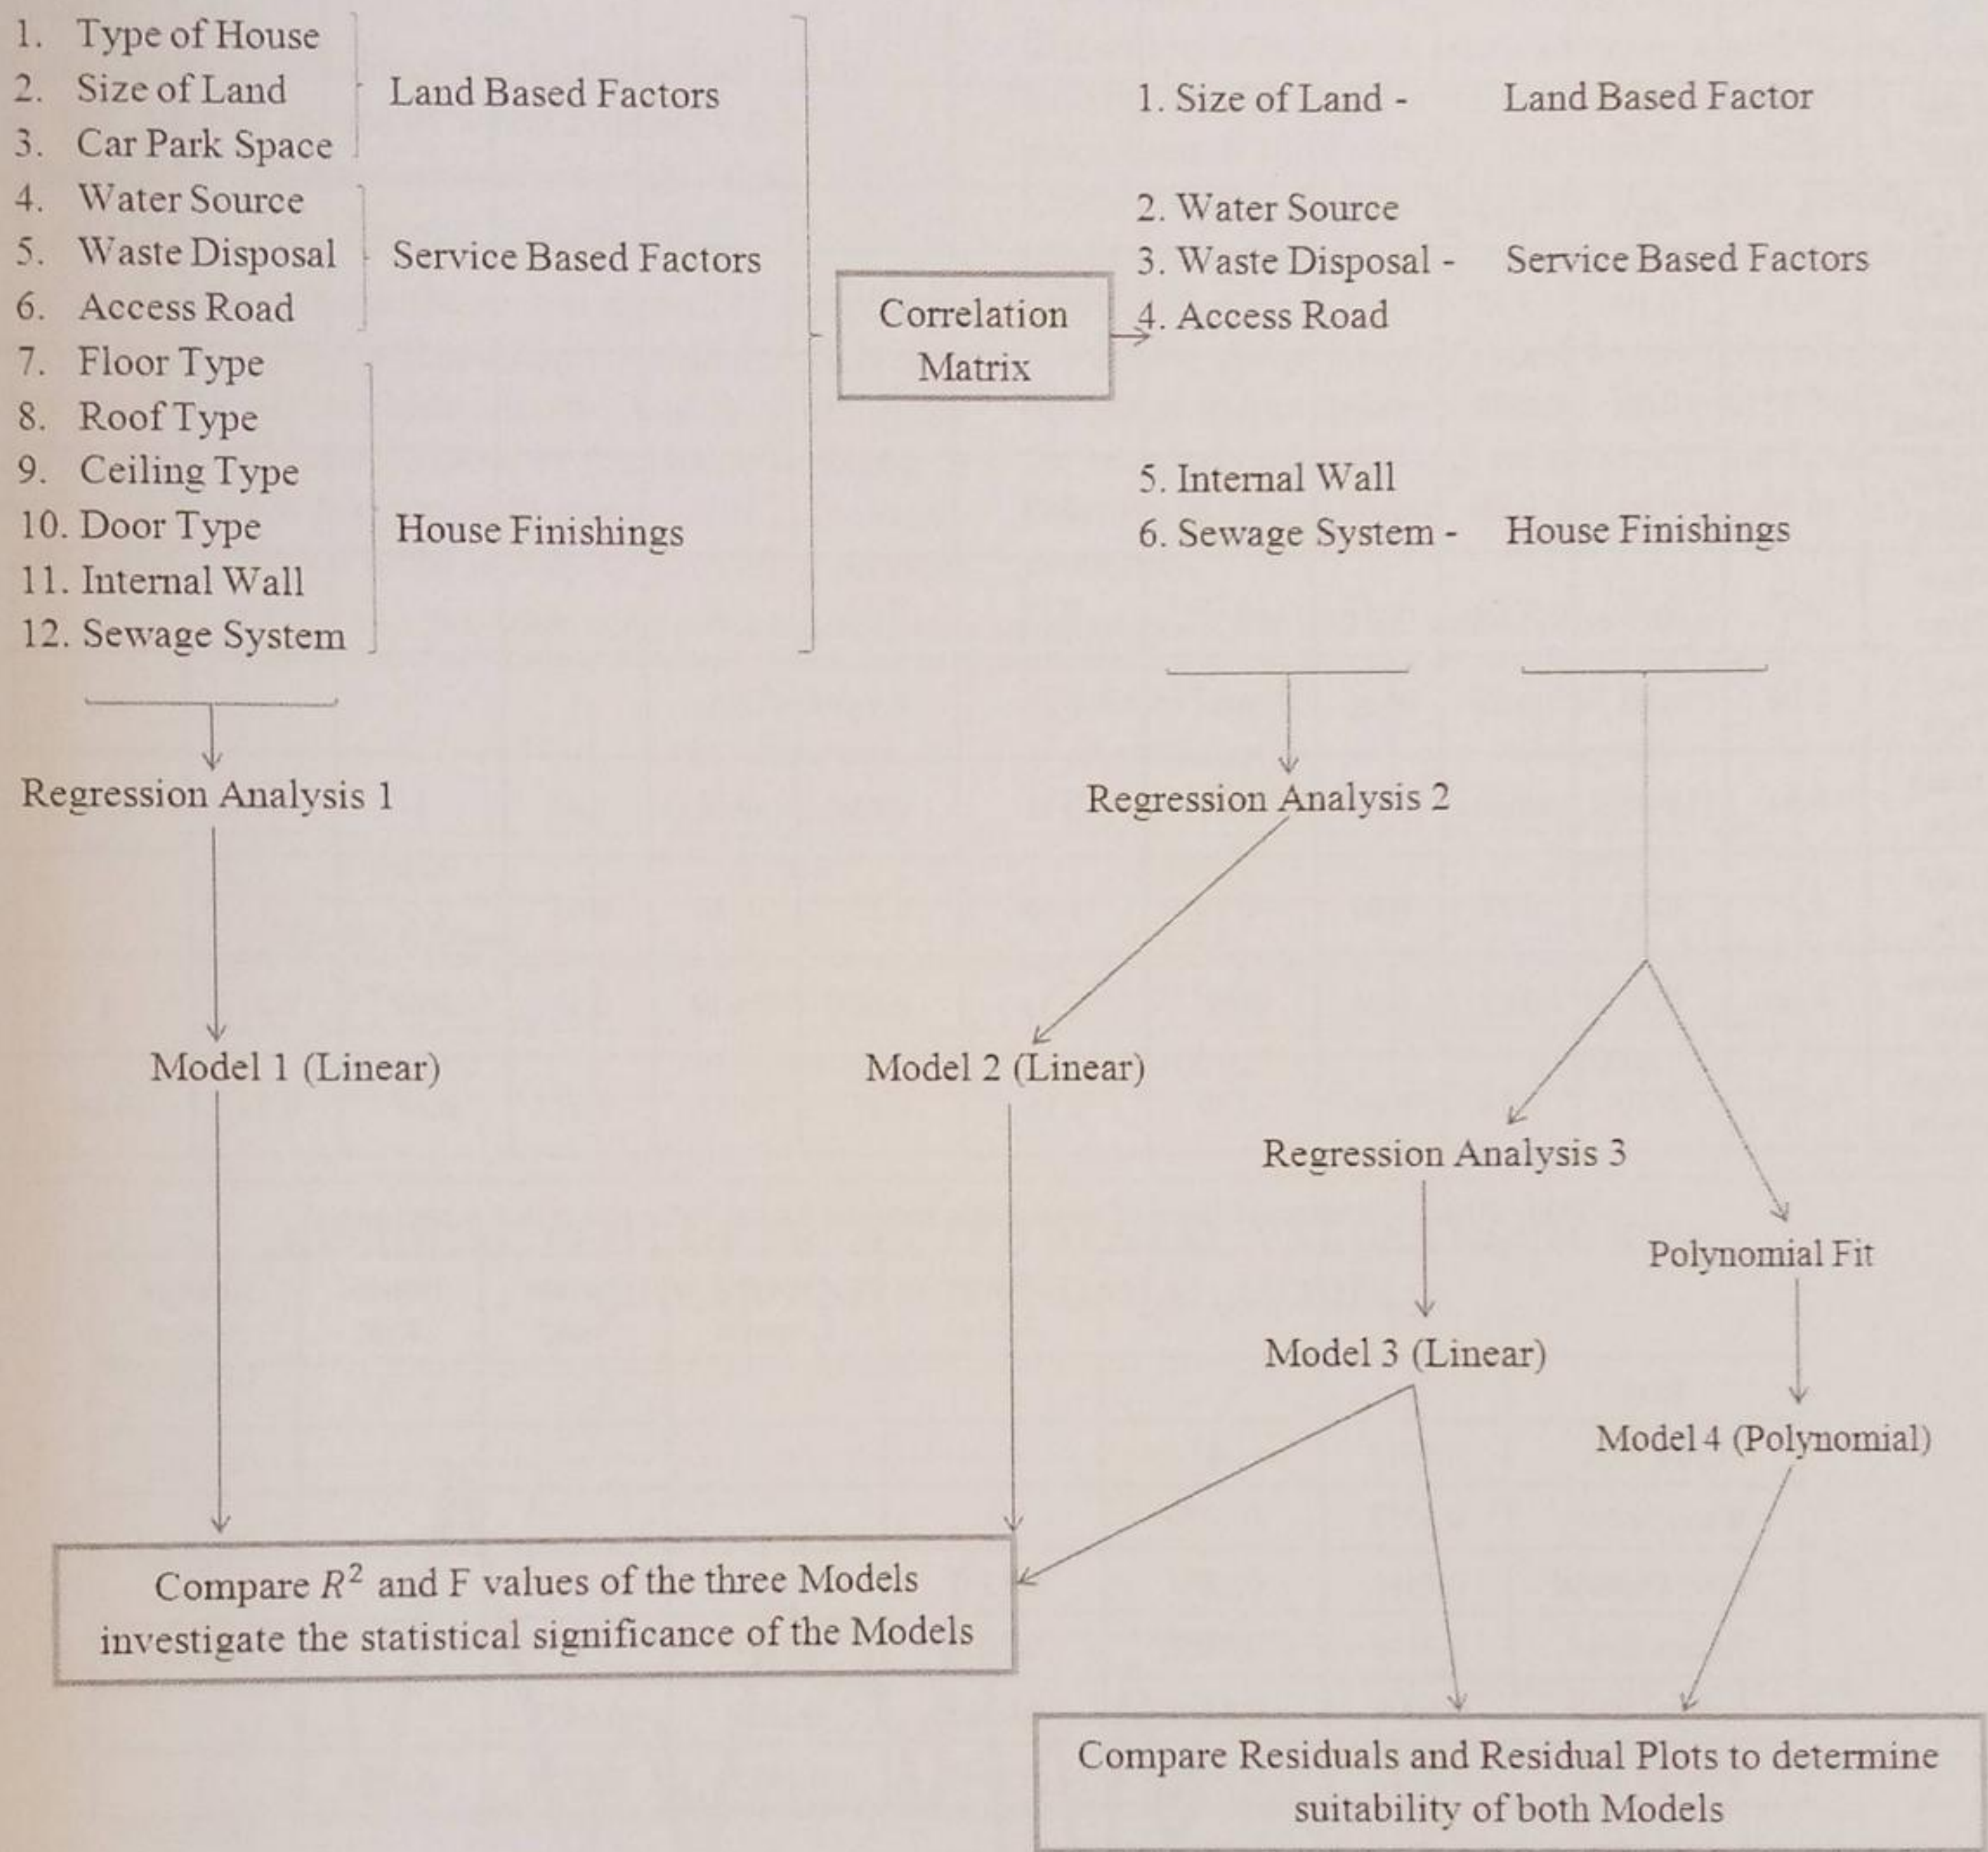 1. Type of House
2. Size of Land
3. Car Park Space
Land Based Factors
4. Water Source
5. Waste Disposal
6. Access Road
Service Based Factors
7. Floor Type
8. Roof Type
9. Ceiling Type
10. Door Type
11. Internal Wall
12. Sewage System
House Finishings
Correlation
Matrix
1. Size of Land - Land Based Factor
2. Water Source
3. Waste Disposal - Service Based Factors
4. Access Road
5. Internal Wall
6. Sewage System - House Finishings
Regression Analysis 1
Regression Analysis 2
Model 1 (Linear)
Model 2 (Linear)
Regression Analysis 3
Polynomial Fit
Model 3 (Linear)
Model 4 (Polynomial)
Compare R² and F values of the three Models
investigate the statistical significance of the Models
Compare Residuals and Residual Plots to determine
suitability of both Models